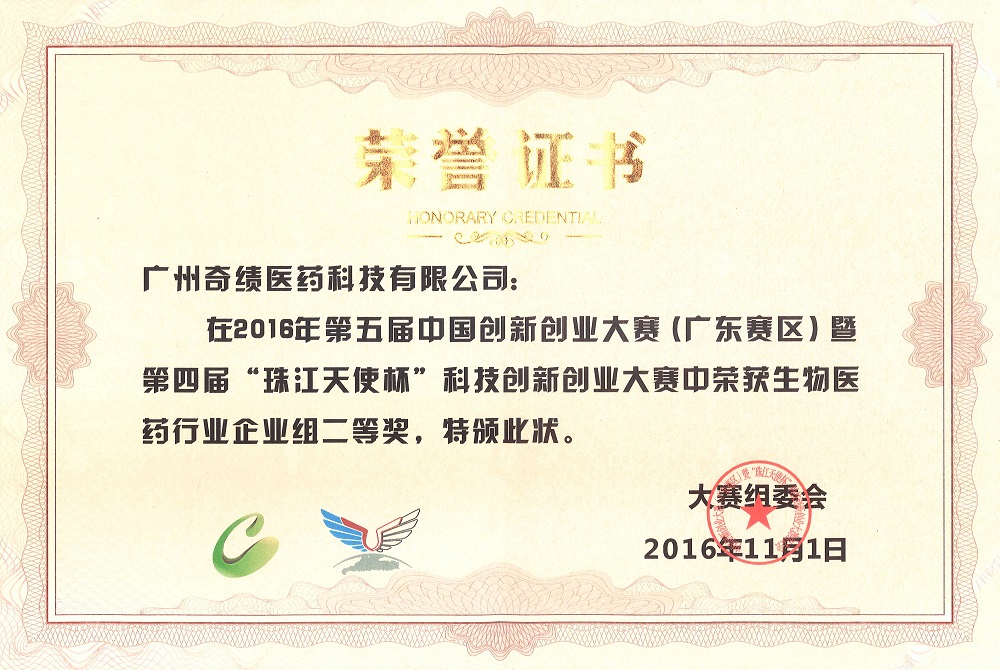 荣誉证书
HONORARY CREDENTIAL
广州奇绩医药科技有限公司:
在2016年第五届中国创新创业大赛(广东赛区)暨
第四届“珠江天使杯”科技创新创业大赛中荣获生物医
药行业企业组二等奖，特颁此状。
大赛组委会
2016年11月1日